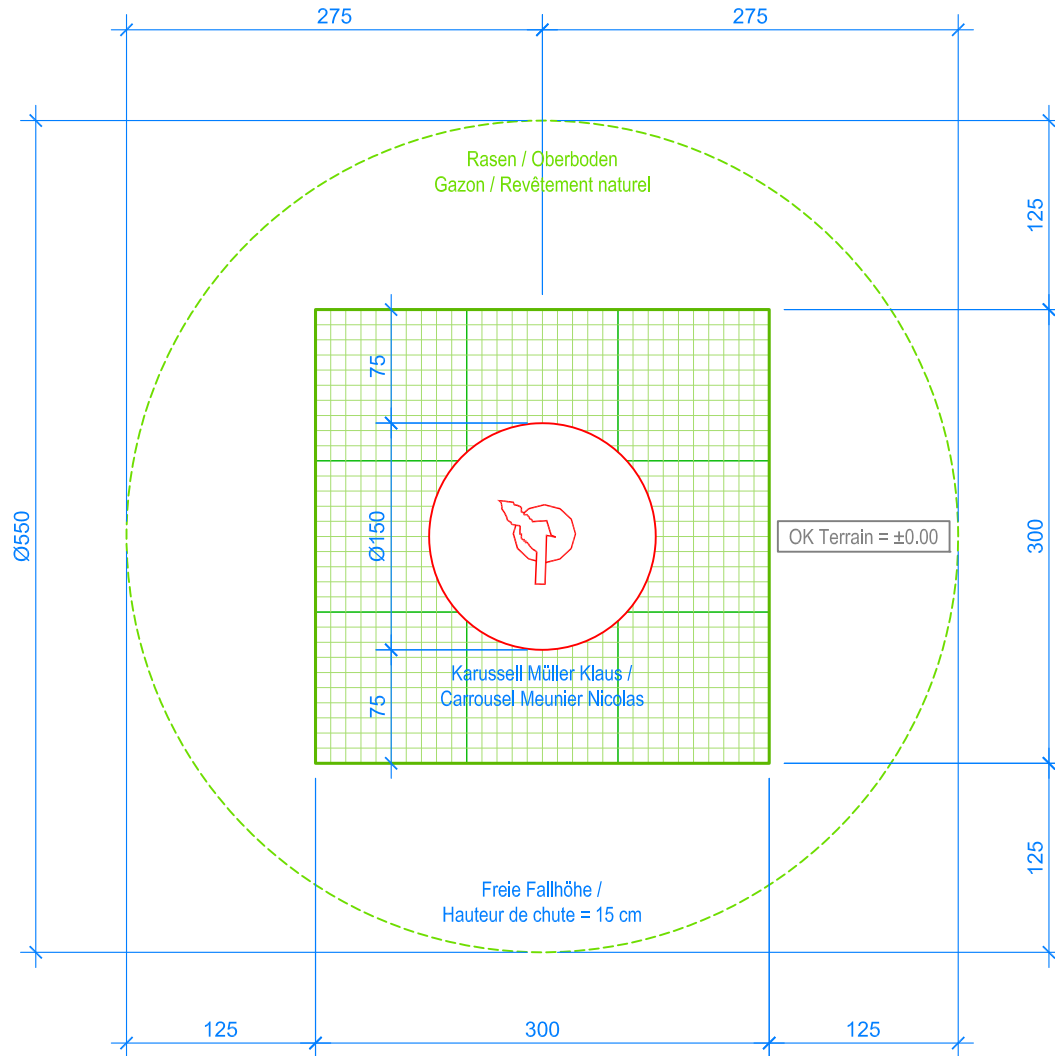 275
275
Rasen / Oberboden
Gazon / Revêtement naturel
125
75
Ø550
Ø150
OK Terrain = ±0.00
300
Karussell Müller Klaus /
Carrousel Meunier Nicolas
75
125
Freie Fallhöhe /
Hauteur de chute = 15 cm
125
300
125